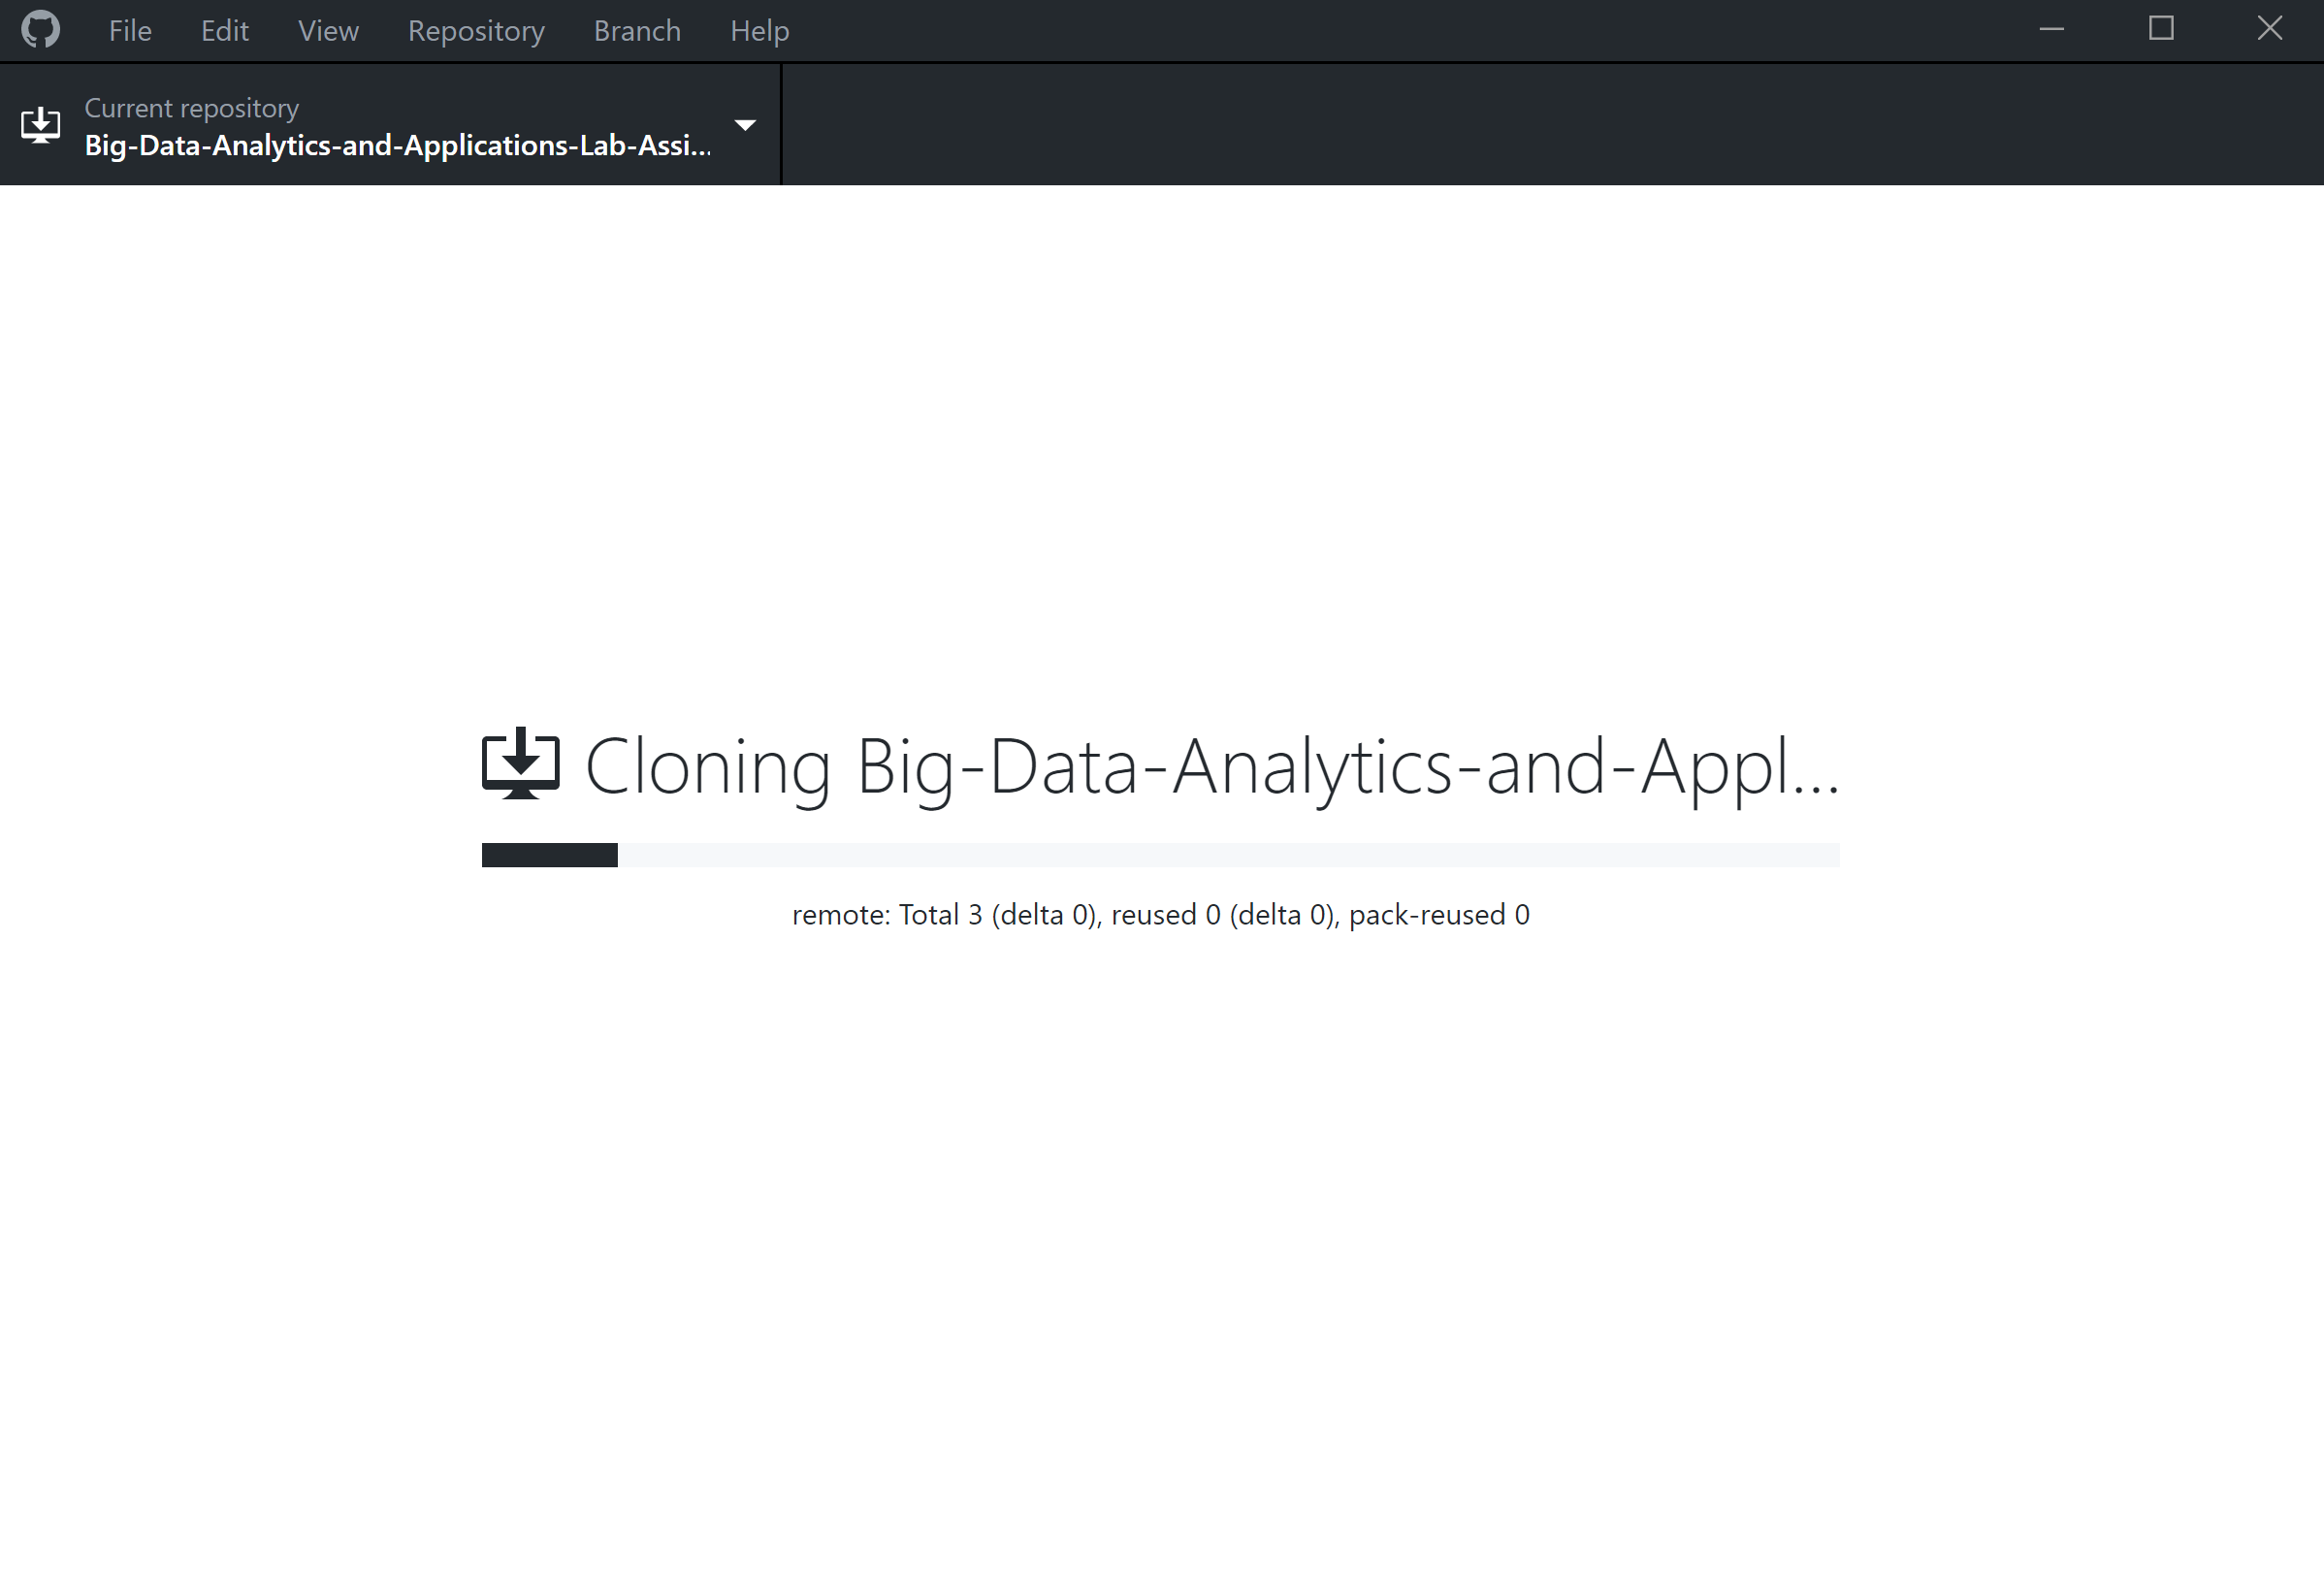 File Edit View Repository Branch Help
Current repository
Big-Data-Analytics-and-Applications-Lab-Assi...
Cloning Big-Data-Analytics-and-Appl...
remote: Total 3 (delta 0), reused 0 (delta 0), pack-reused 0